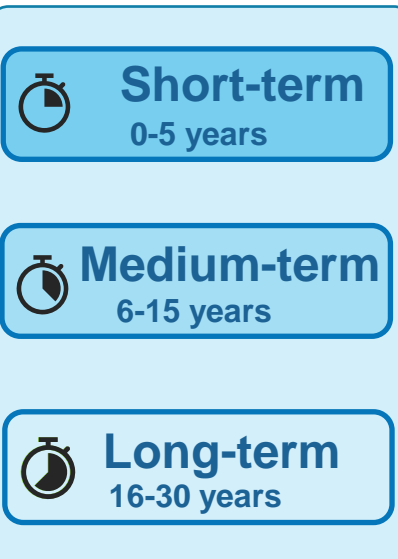 Short-term
0-5 years
Medium-term
6-15 years
Long-term
16-30 years